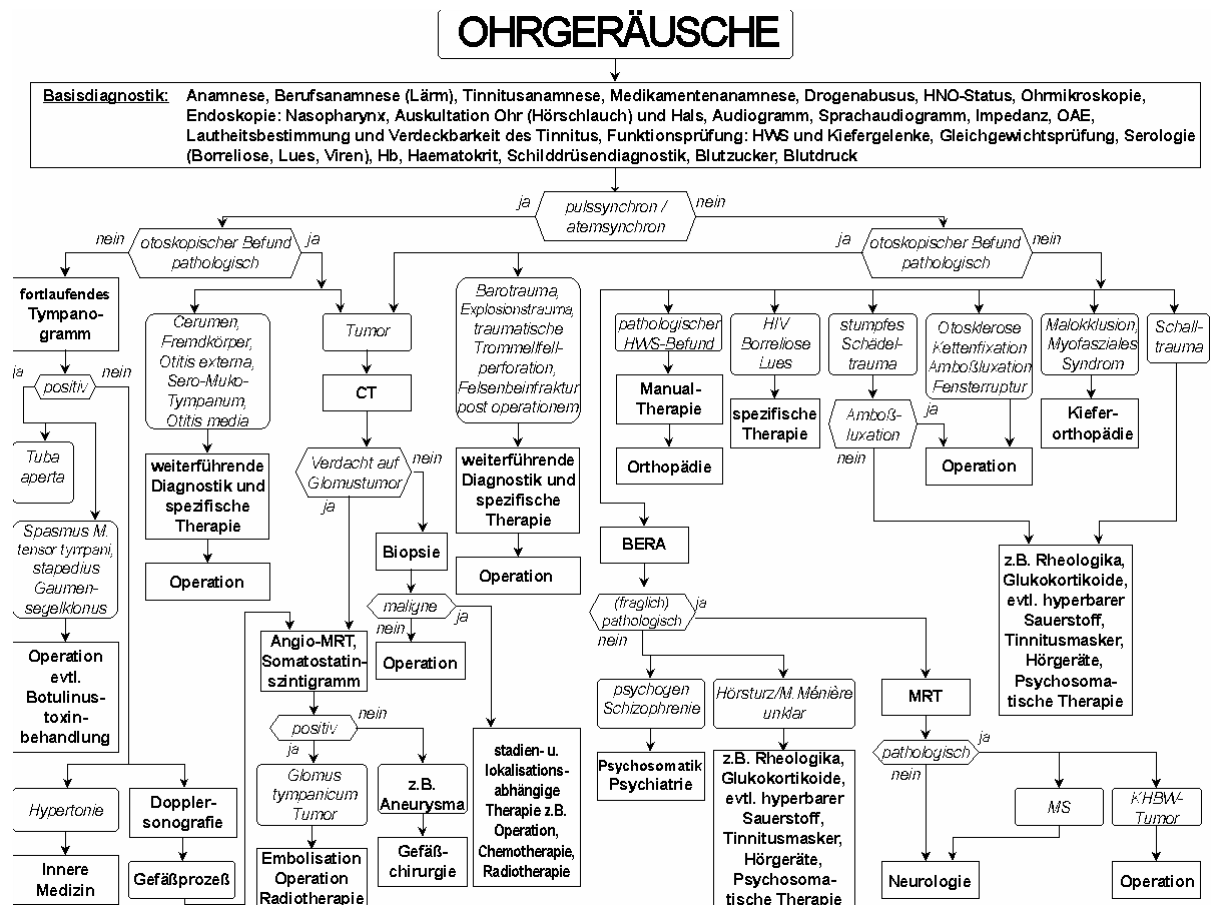 OHRGERÄUSCHE
Basisdiagnostik: Anamnese, Berufsanamnese (Lärm), Tinnitusanamnese, Medikamentenanamnese, Drogenabusus, HNO-Status, Ohrmikroskopie,
Endoskopie: Nasopharynx, Auskultation Ohr (Hörschlauch) und Hals, Audiogramm, Sprachaudiogramm, Impedanz, OAE,
Lautheitsbestimmung und Verdeckbarkeit des Tinnitus, Funktionsprüfung: HWS und Kiefergelenke, Gleichgewichtsprüfung, Serologie
(Borreliose, Lues, Viren), Hb, Haematokrit, Schilddrüsendiagnostik, Blutzucker, Blutdruck
ja
pulssynchron /
atemsynchron
nein
nein
otoskopischer Befund
pathologisch
ja
ja
otoskopischer Befund
pathologisch
nein
fortlaufendes
Tympano-
gramm
Cerumen,
Fremdkörper,
Otitis externa,
Sero-Muko-
Tympanum,
Otitis media
Tumor
Barotrauma,
Explosionstrauma,
traumatische
Trommelfell-
perforation,
Felsenbeinfraktur
post operationem
pathologischer
HWS-Befund
HIV
Borreliose
Lues
stumpfes
Schädel-
trauma
Otosklerose
Kettenfixation
Amboßluxation
Fensterruptur
Malokklusion,
Myofasziales
Syndrom
Schall-
trauma
ja
positiv
nein
CT
Manual-
Therapie
spezifische
Therapie
Amboß-
luxation
ja
nein
Kiefer-
orthopädie
Tuba
aperta
weiterführende
Diagnostik und
spezifische
Therapie
Verdacht auf
Glomustumor
nein
ja
weiterführende
Diagnostik und
spezifische
Therapie
Orthopädie
Operation
Spasmus M.
tensor tympani,
stapedius
Gaumen-
segelklonus
Operation
Biopsie
Operation
BERA
z.B. Rheologika,
Glukokortikoide,
evtl. hyperbarer
Sauerstoff,
Tinnitusmasker,
Hörgeräte,
Psychosoma-
tische Therapie
maligne
ja
nein
(fraglich)
pathologisch
ja
nein
Operation
evtl.
Botulinus-
toxin-
behandlung
Angio-MRT,
Somatostatin-
szintigramm
Operation
psychogen
Schizophrenie
Hörsturz/M. Ménière
unklar
MRT
positiv
nein
ja
stadien- u.
lokalisations-
abhängige
Therapie z.B.
Operation,
Chemotherapie,
Radiotherapie
Psychosomatik
Psychiatrie
z.B. Rheologika,
Glukokortikoide,
evtl. hyperbarer
Sauerstoff,
Tinnitusmasker,
Hörgeräte,
Psychosoma-
tische Therapie
pathologisch
ja
nein
Hypertonie
Doppler-
sonografie
Glomus
tympanicum
Tumor
z.B.
Aneurysma
MS
KHBW-
Tumor
Innere
Medizin
Gefäßprozeß
Embolisation
Operation
Radiotherapie
Gefäß-
chirurgie
Neurologie
Operation